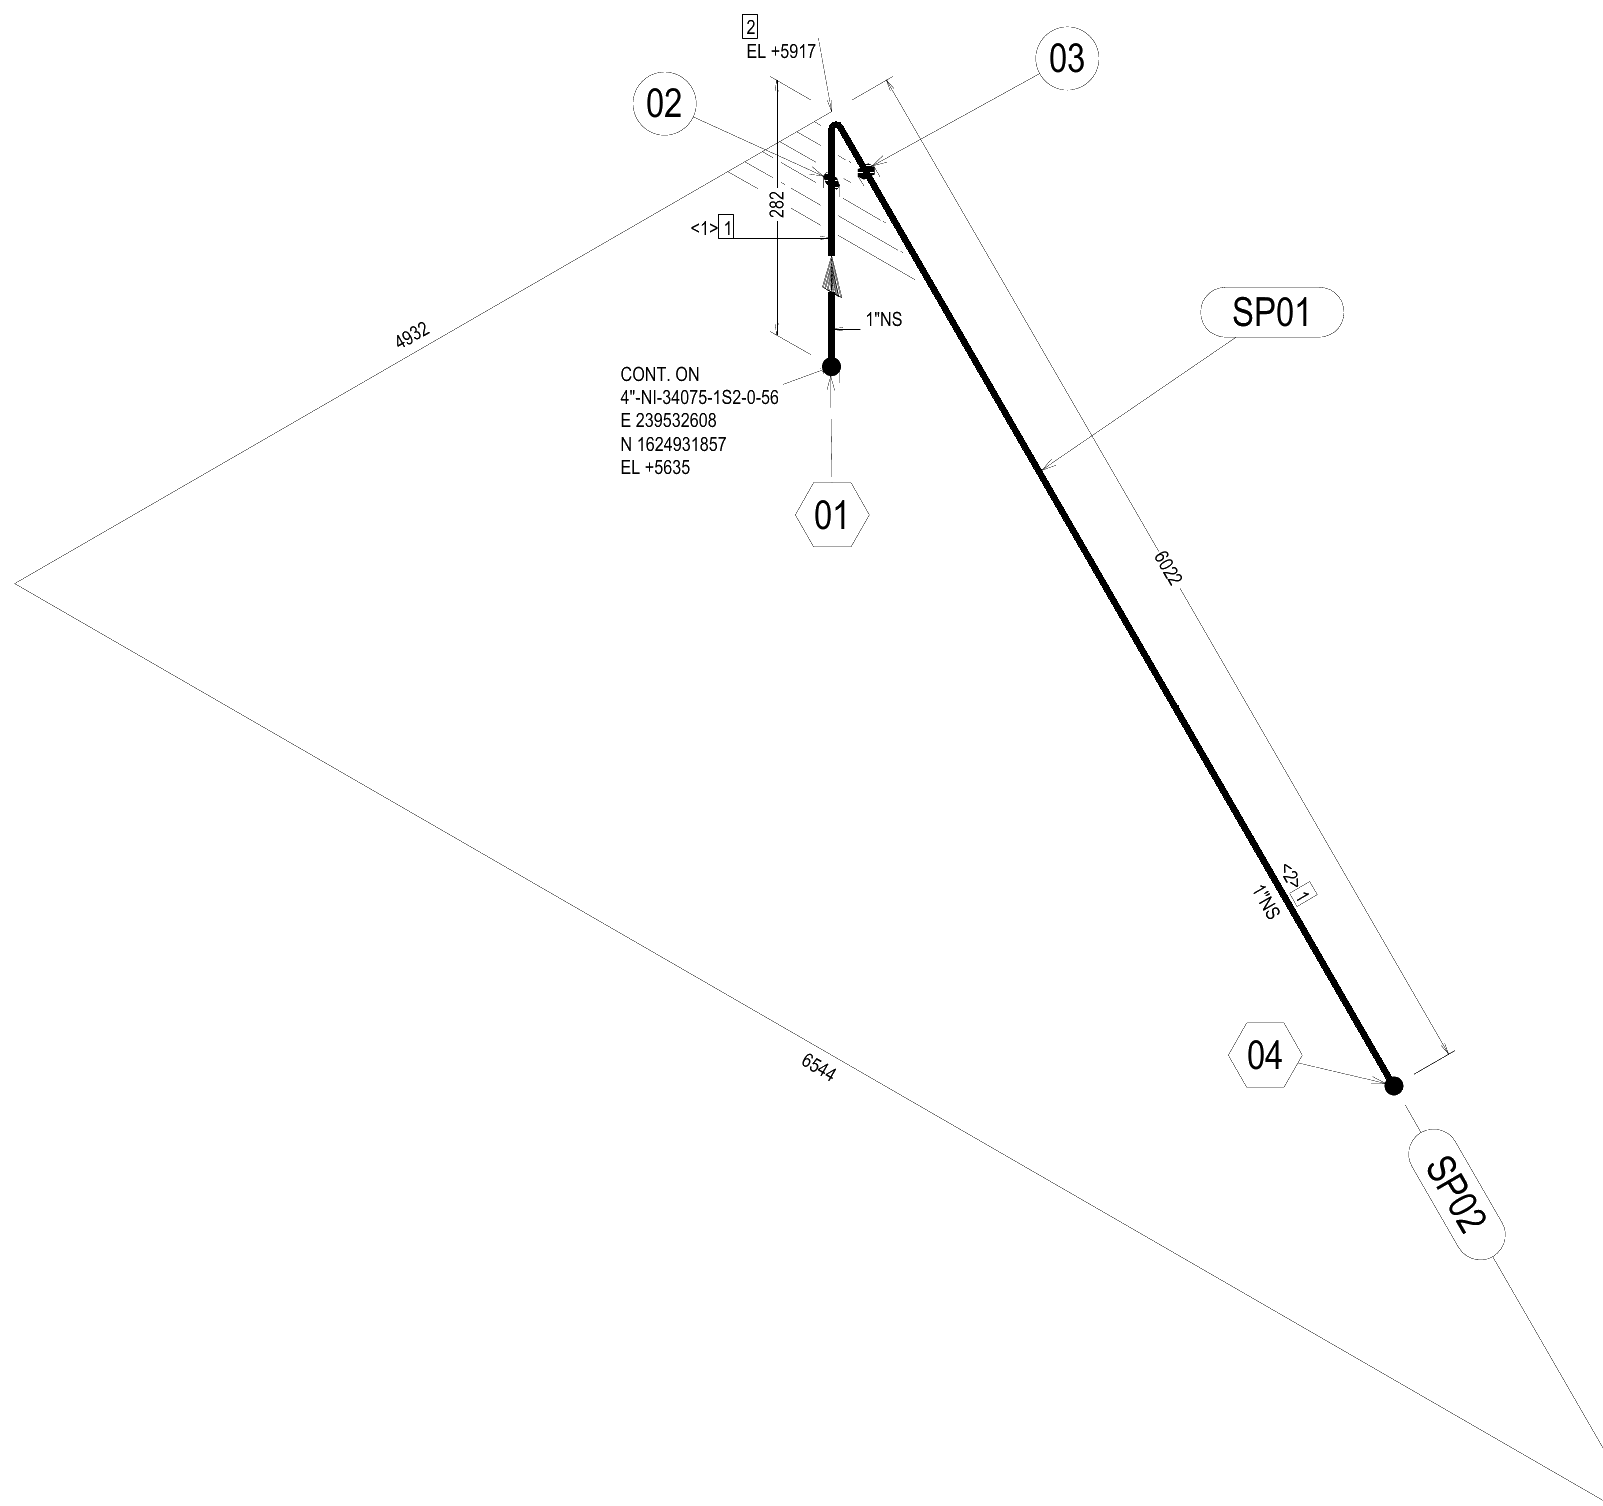 2
EL +5917
03
02
282
<1> 1
SP01
1"NS
4932
CONT. ON
4"-NI-34075-1S2-0-56
E 239532608
N 1624931857
EL +5635
01
6022
<2> 1
1"NS
04
6544
SP02